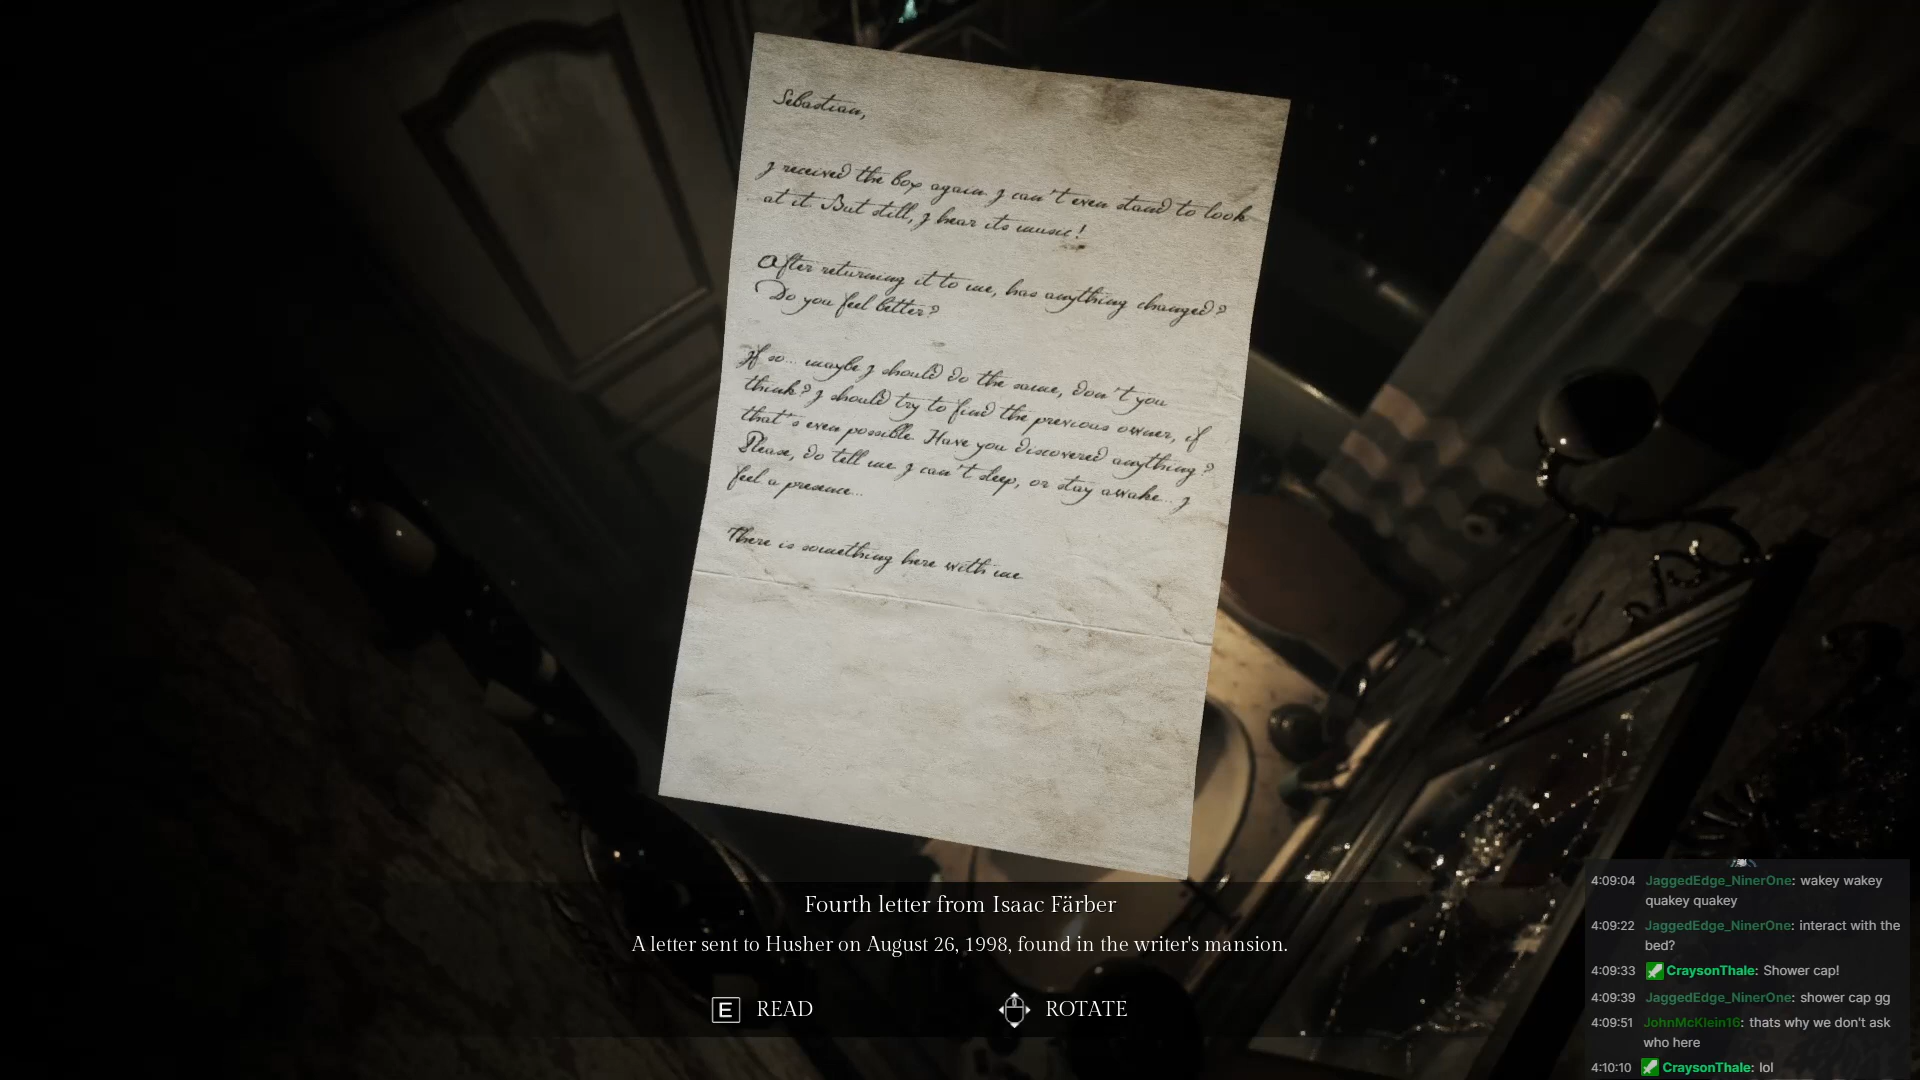 Sebastian,
I received the box again. I can't even stand to look
at it. But still, I hear its music!
After returning it to me, has anything changed?
Do you feel better?
If so... maybe I should do the same, don't you
think? I should try to find the previous owner, if
that's even possible. Have you discovered anything?
Please, do tell me. I can't sleep, or stay awake... I
feel a presence...
There is something here with me
Fourth letter from Isaac Färber
A letter sent to Husher on August 26, 1998, found in the writer's mansion.
E READ
ROTATE
4:09:04 JaggedEdge_NinerOne: wakey wakey
quakey quakey
4:09:22 JaggedEdge_NinerOne: interact with the
bed?
4:09:33 CraysonThale: Shower cap!
4:09:39 JaggedEdge_NinerOne: shower cap gg
4:09:51 JohnMcKlein16: thats why we don't ask
who here
4:10:10 CraysonThale: lol